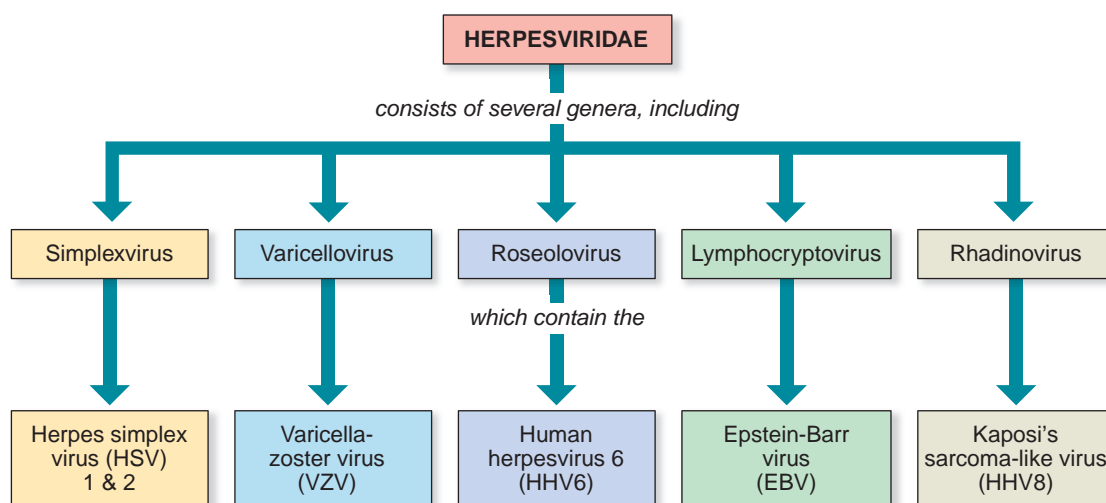 HERPESVIRIDAE
consists of several genera, including
Simplexvirus
Varicellovirus
Roseolovirus
Lymphocryptovirus
Rhadinovirus
which contain the
Herpes simplex
virus (HSV)
1 & 2
Varicella-
zoster virus
(VZV)
Human
herpesvirus 6
(HHV6)
Epstein-Barr
virus
(EBV)
Kaposi's
sarcoma-like virus
(HHV8)